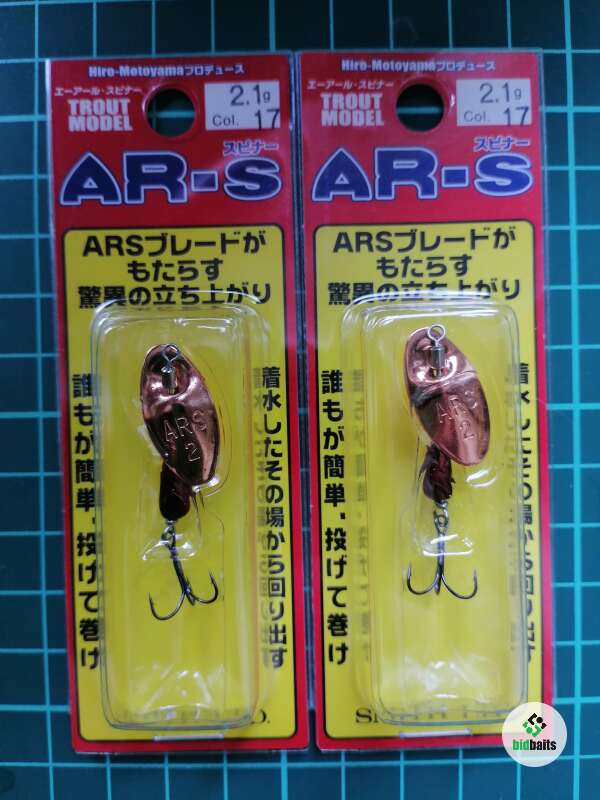 Hiro-Motoyamaプロデュース
エーアール・スピナー
TROUT
MODEL
2.1g
Col. 17
スピナー
AR-S
ARSブレードが
もたらす
驚異の立ち上がり
着水したその場から回り出す
誰もが簡単、投げて巻け
ARS
2
Hiro-Motoyamaプロデュース
エーアール・スピナー
TROUT
MODEL
2.1g
Col. 17
スピナー
AR-S
ARSブレードが
もたらす
驚異の立ち上がり
誰もが簡単、投げて巻け
ARS
2
bidbaits